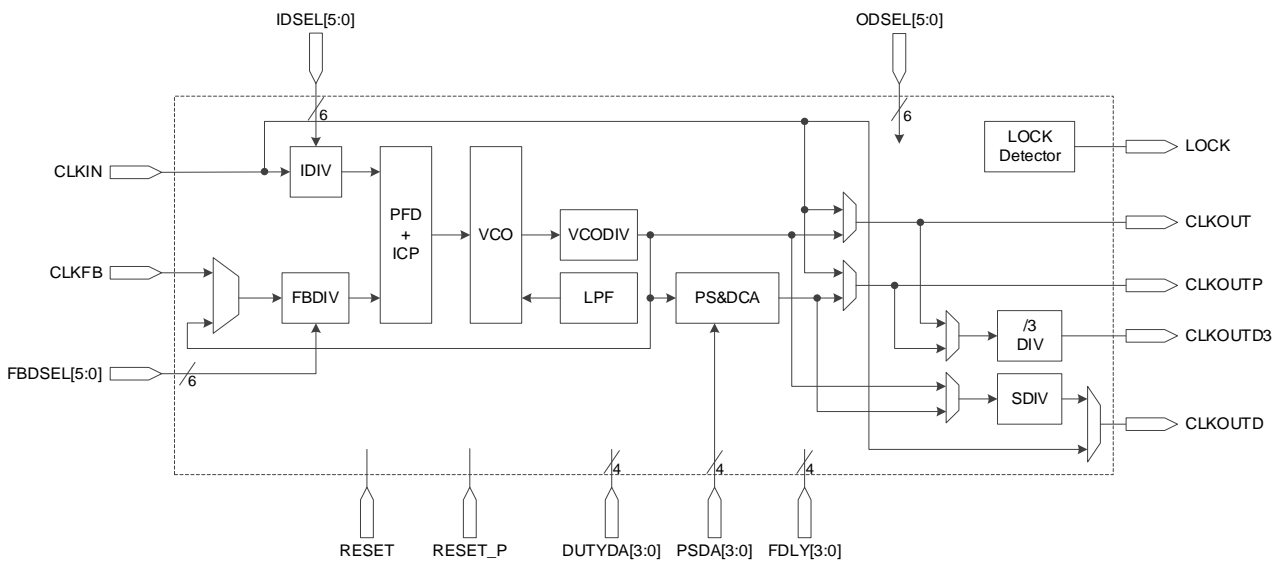 IDSEL[5:0]
ODSEL[5:0]
6
6
CLKIN
IDIV
LOCK
Detector
LOCK
PFD
+
ICP
VCO
VCODIV
CLKOUT
CLKFB
FBDIV
LPF
PS&DCA
CLKOUTP
/3
DIV
CLKOUTD3
FBDSEL[5:0]
6
SDIV
CLKOUTD
4
4
4
RESET
RESET_P
DUTYDA[3:0]
PSDA[3:0]
FDLY[3:0]